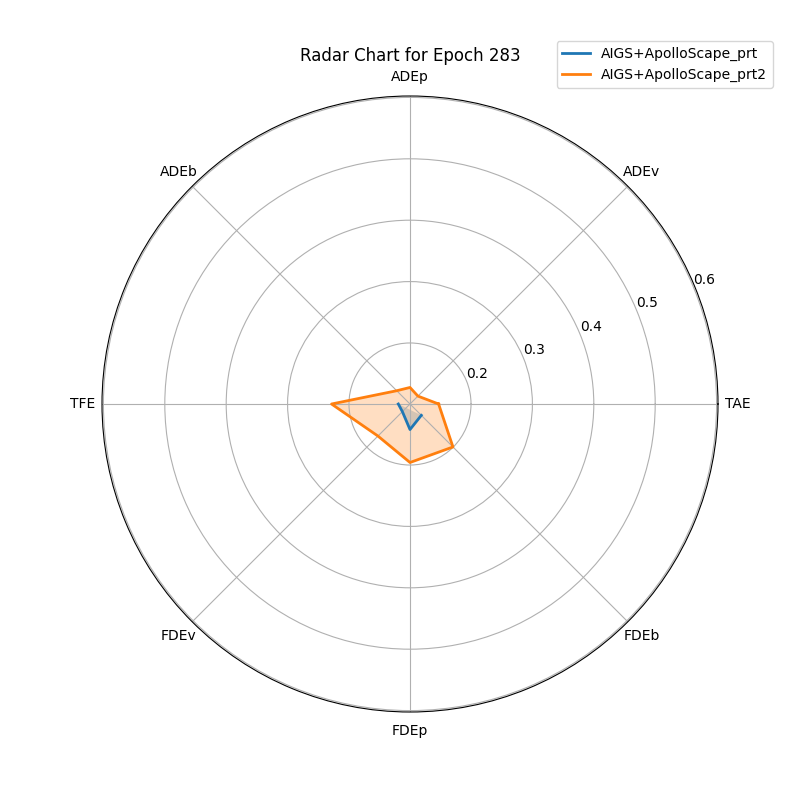 Radar Chart for Epoch 283
AIGS+ApolloScape_prt
AIGS+ApolloScape_prt2
ADEp
ADEb
ADEv
0.6
0.5
0.4
0.3
0.2
TFE
TAE
FDEv
FDEb
FDEp